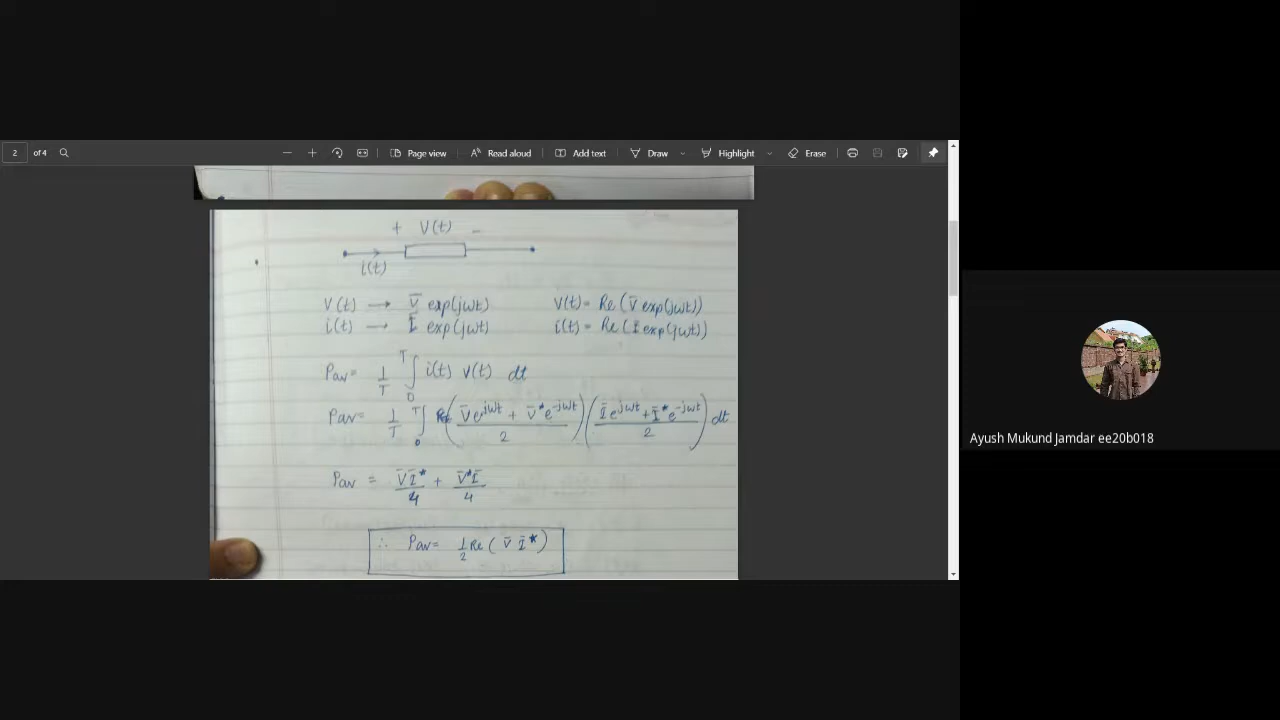 2 of 4 Page view Read aloud Add text Draw Highlight Erase
+ V(t) -
i(t)
V(t) → V̄ exp(jωt) V(t) = Re(V̄ exp(jωt))
i(t) → Ī exp(jωt) i(t) = Re(Ī exp(jωt))
Pav = 1/T ∫₀ᵀ i(t) V(t) dt
Pav = 1/T ∫₀ᵀ ((V̄e^jωt + V̄*e^-jωt)/2) ((Īe^jωt + Ī*e^-jωt)/2) dt
Pav = V̄Ī*/4 + V̄*Ī/4
∴ Pav = 1/2 Re(V̄ Ī*)
Ayush Mukund Jamdar ee20b018